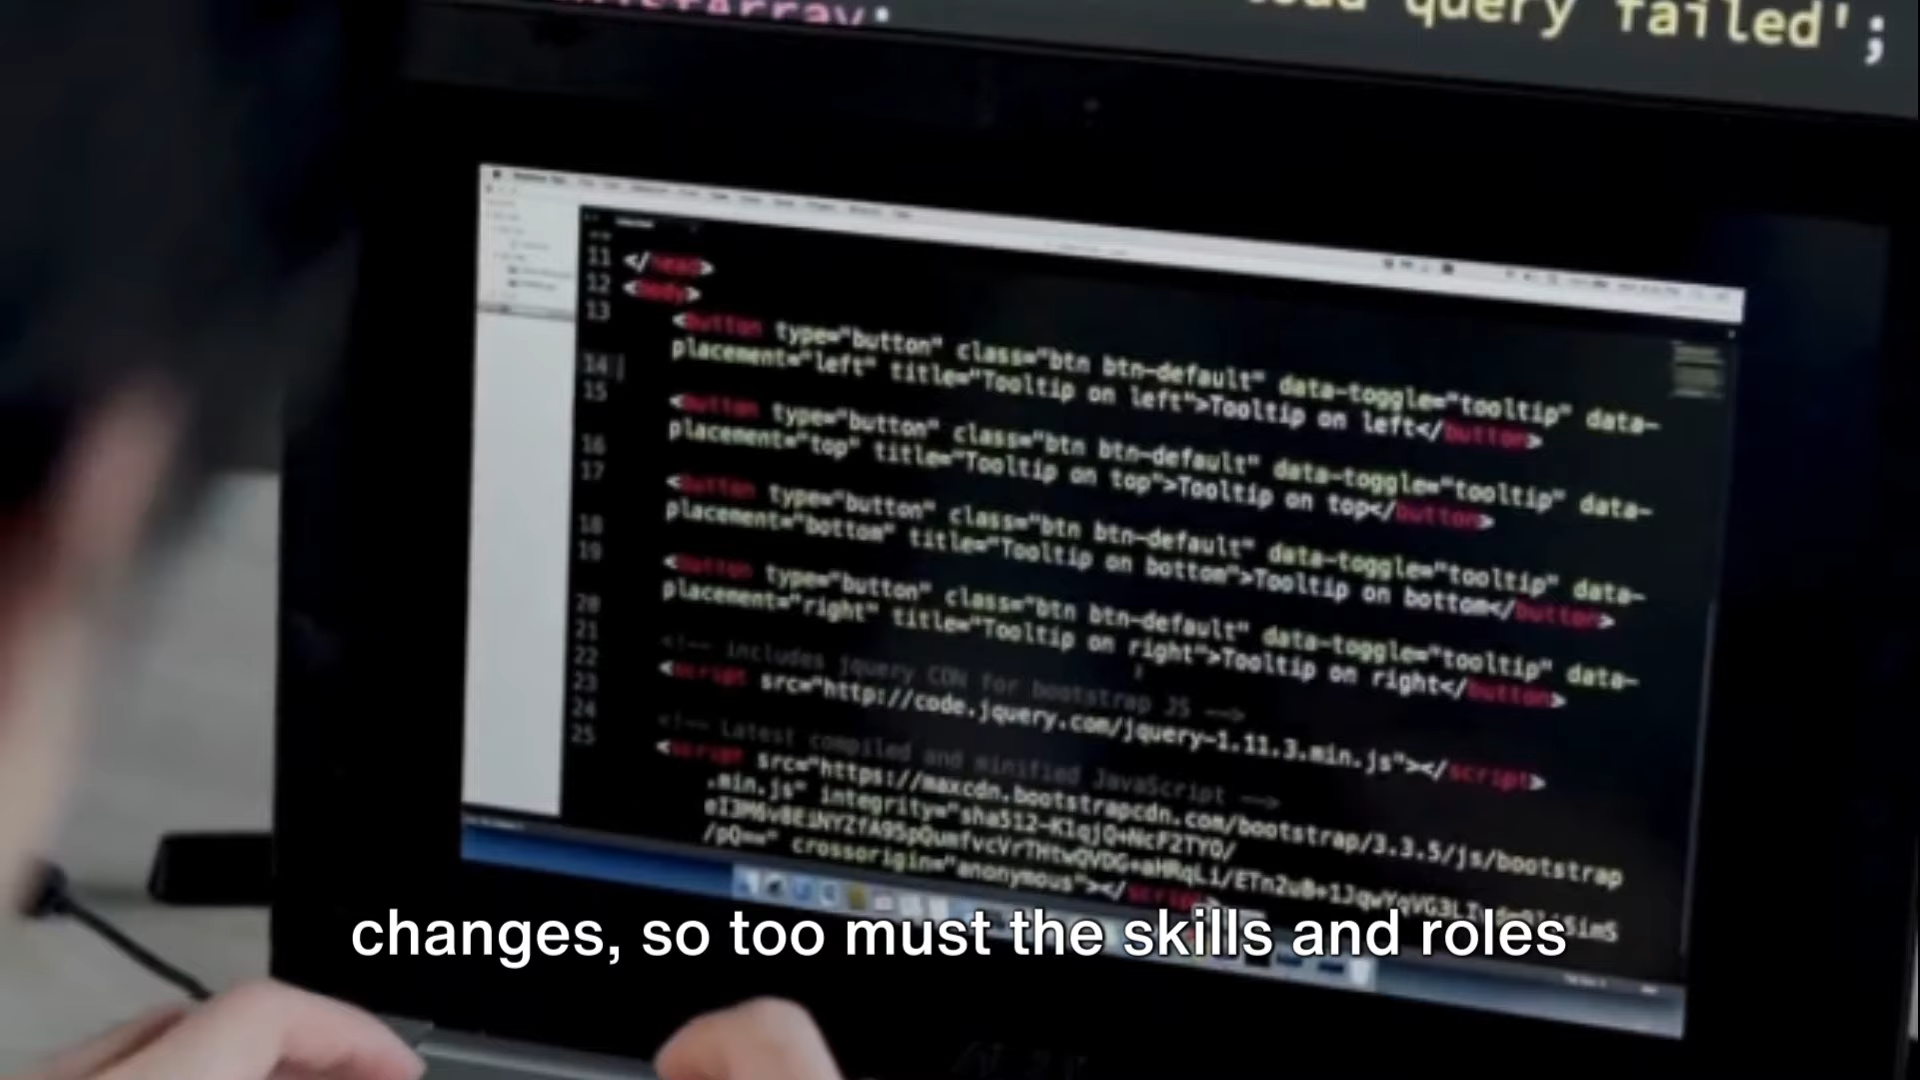 query failed';
11 </head>
12 <body>
13
<button type="button" class="btn btn-default" data-toggle="tooltip" data-
14 placement="left" title="Tooltip on left">Tooltip on left</button>
15
<button type="button" class="btn btn-default" data-toggle="tooltip" data-
16 placement="top" title="Tooltip on top">Tooltip on top</button>
17
<button type="button" class="btn btn-default" data-toggle="tooltip" data-
18 placement="bottom" title="Tooltip on bottom">Tooltip on bottom</button>
19
<button type="button" class="btn btn-default" data-toggle="tooltip" data-
20 placement="right" title="Tooltip on right">Tooltip on right</button>
21
22 <!-- includes jquery CDN for bootstrap JS -->
23 <script src="http://code.jquery.com/jquery-1.11.3.min.js"></script>
24 <!-- Latest compiled and minified JavaScript -->
25 <script src="https://maxcdn.bootstrapcdn.com/bootstrap/3.3.5/js/bootstrap
.min.js" integrity="sha512-
crossorigin="anonymous"></script>
changes, so too must the skills and roles